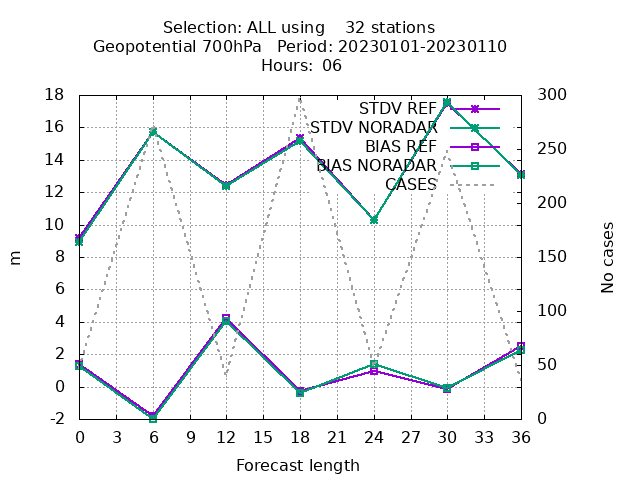 Selection: ALL using    32 stations
Geopotential 700hPa   Period: 20230101-20230110
Hours: 06
STDV REF
STDV NORADAR
BIAS REF
BIAS NORADAR
CASES
18
16
14
12
10
8
6
4
2
0
-2
m
300
250
200
150
100
50
0
No cases
0 3 6 9 12 15 18 21 24 27 30 33 36
Forecast length